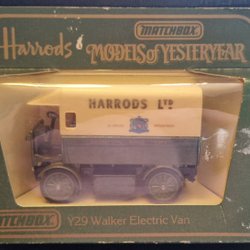 Harrods
MATCHBOX
MODELS of YESTERYEAR
HARRODS LTD
MATCHBOX
Y29 Walker Electric Van